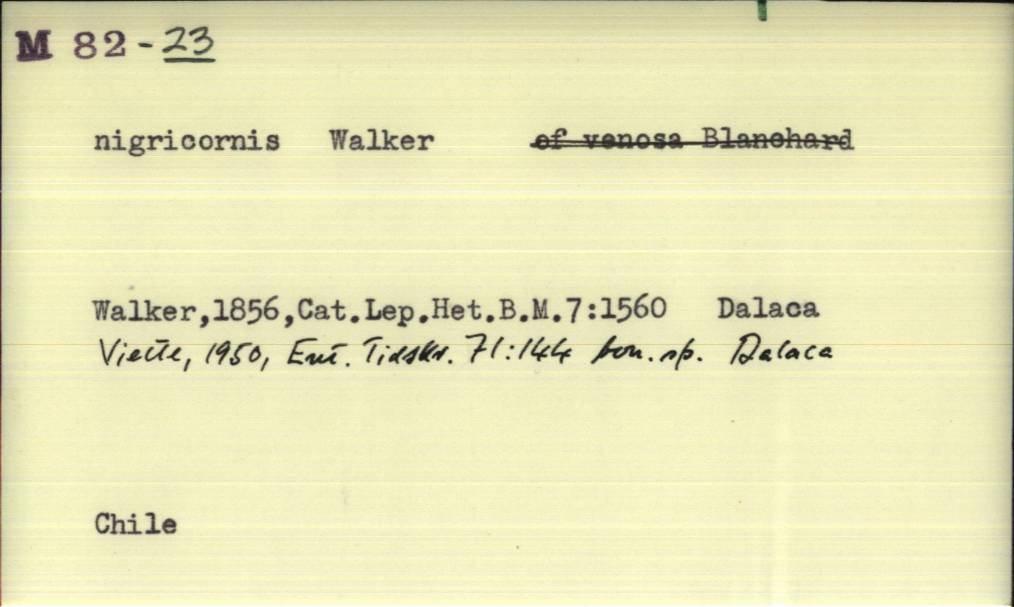 M 82-23
nigricornis Walker of venosa Blanchard
Walker,1856,Cat.Lep.Het.B.M.7:1560 Dalaca
Viette, 1950, Ent. Tidskr. 71:144 bon. sp. Dalaca
Chile